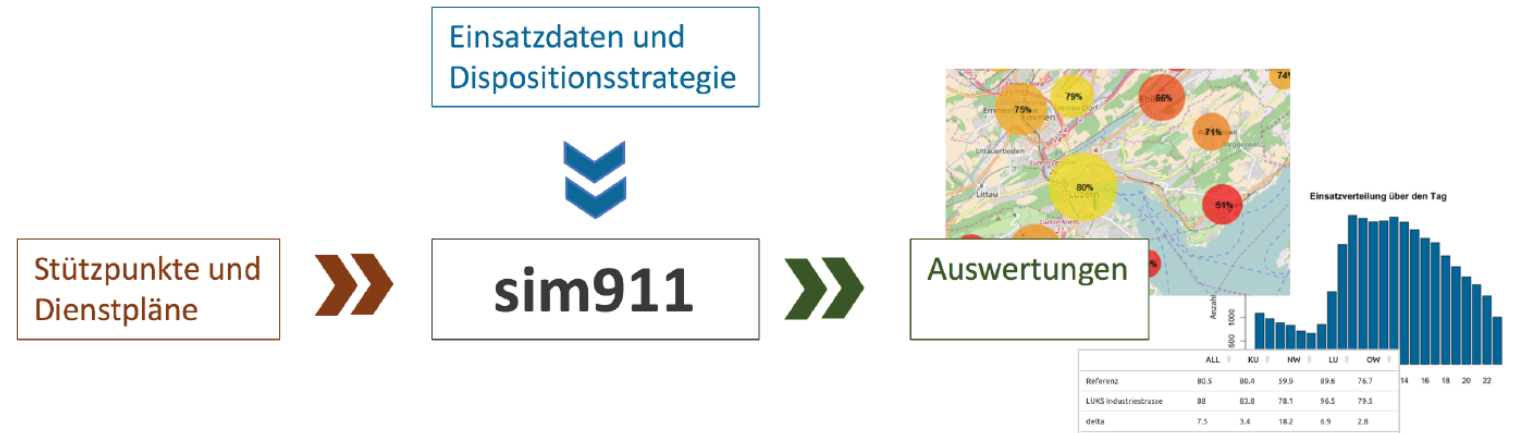 Einsatzdaten und
Dispositionsstrategie
Stützpunkte und
Dienstpläne
sim911
Auswertungen
74%
79%
66%
75%
Emmen
71%
Littauerboden
80%
Luzern
Littau
51%
Einsatzverteilung über den Tag
Anzahl
1000
500
14 16 18 20 22
ALL KU NW LU OW
Referenz 80.5 80.4 59.9 89.6 76.7
LUKS Industriestrasse 88 83.8 78.1 96.5 79.5
delta 7.5 3.4 18.2 6.9 2.8